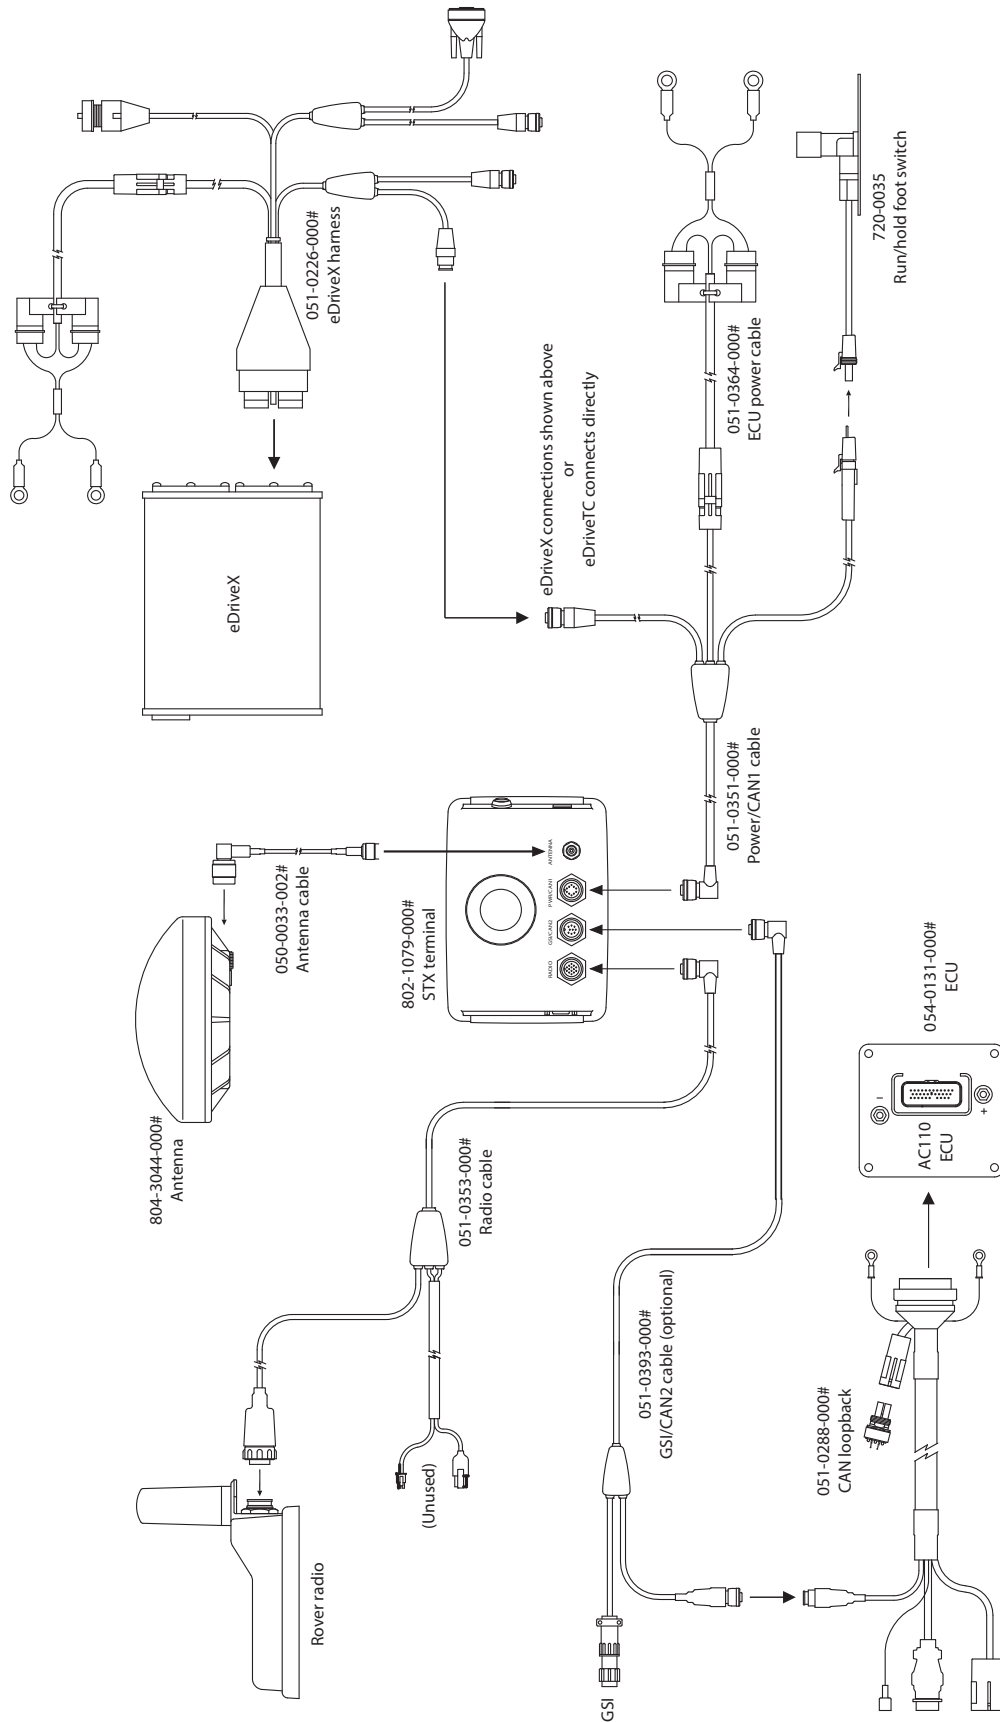 804-3044-000#
Antenna
050-0033-002#
Antenna cable
eDriveX
051-0226-000#
eDriveX harness
Rover radio
(Unused)
051-0353-000#
Radio cable
802-1079-000#
STX terminal
RADIO
GSI/CAN2
PWR/CAN1
ANTENNA
eDriveX connections shown above
or
eDriveTC connects directly
GSI
051-0393-000#
GSI/CAN2 cable (optional)
051-0351-000#
Power/CAN1 cable
051-0364-000#
ECU power cable
720-0035
Run/hold foot switch
051-0288-000#
CAN loopback
AC110
ECU
–
+
054-0131-000#
ECU